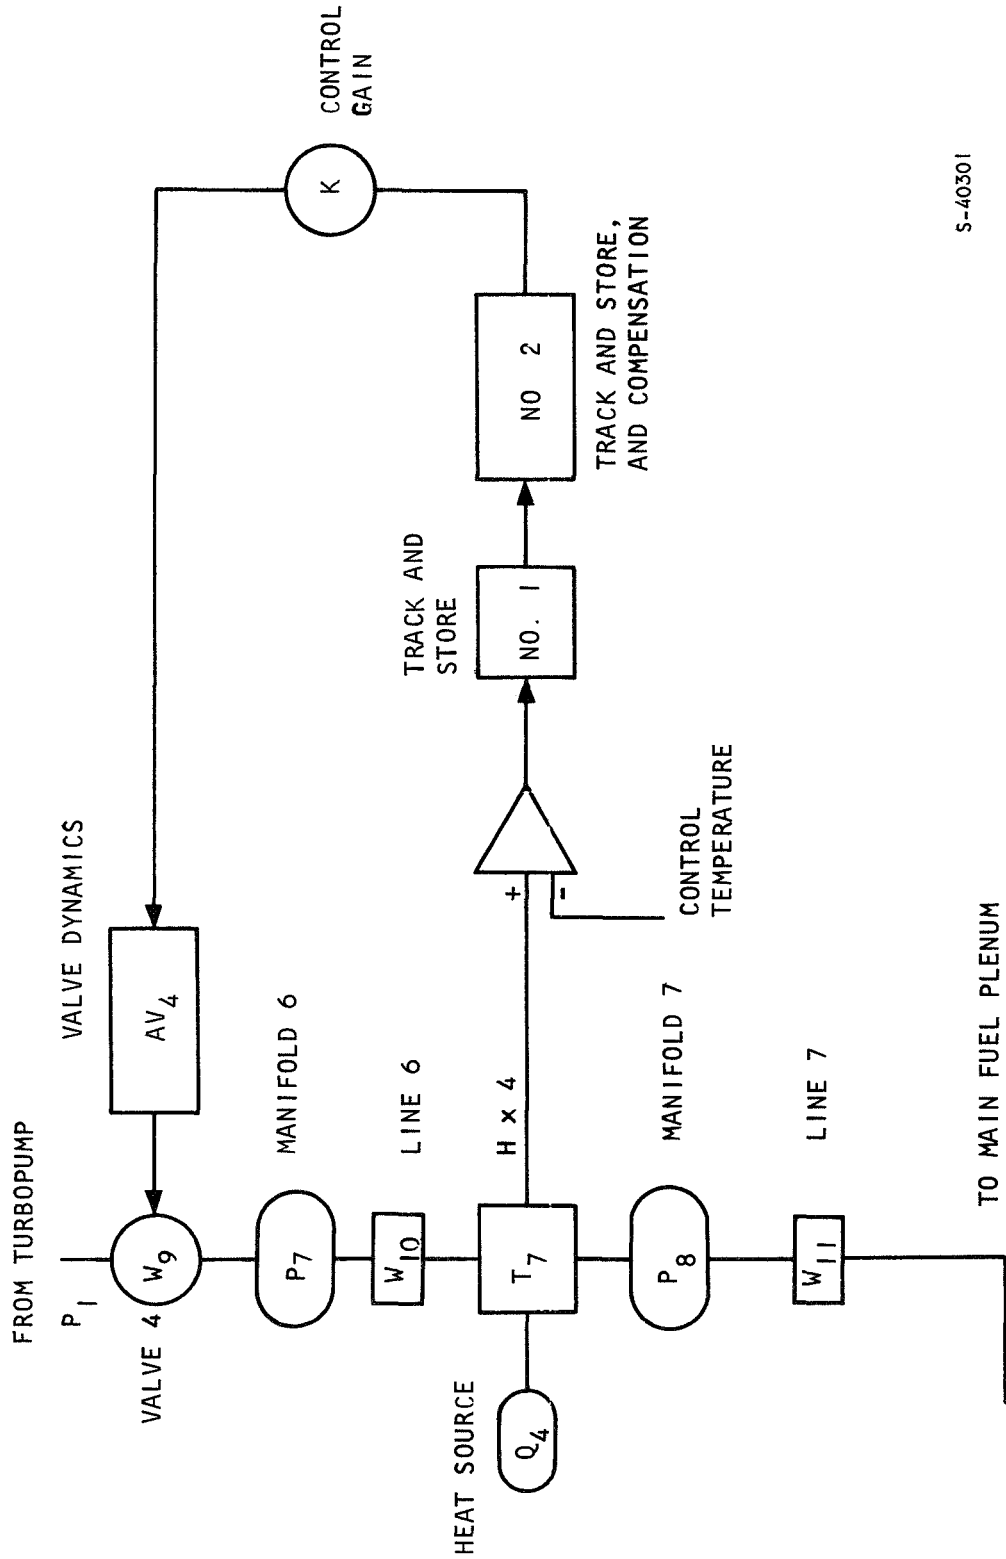 FROM TURBOPUMP
P1
VALVE 4
W9
VALVE DYNAMICS
AV4
P7
MANIFOLD 6
W10
LINE 6
HEAT SOURCE
Q4
T7
H x 4
+
-
CONTROL
TEMPERATURE
TRACK AND
STORE
NO. 1
NO 2
TRACK AND STORE,
AND COMPENSATION
K
CONTROL
GAIN
P8
MANIFOLD 7
W11
LINE 7
TO MAIN FUEL PLENUM
S-40301